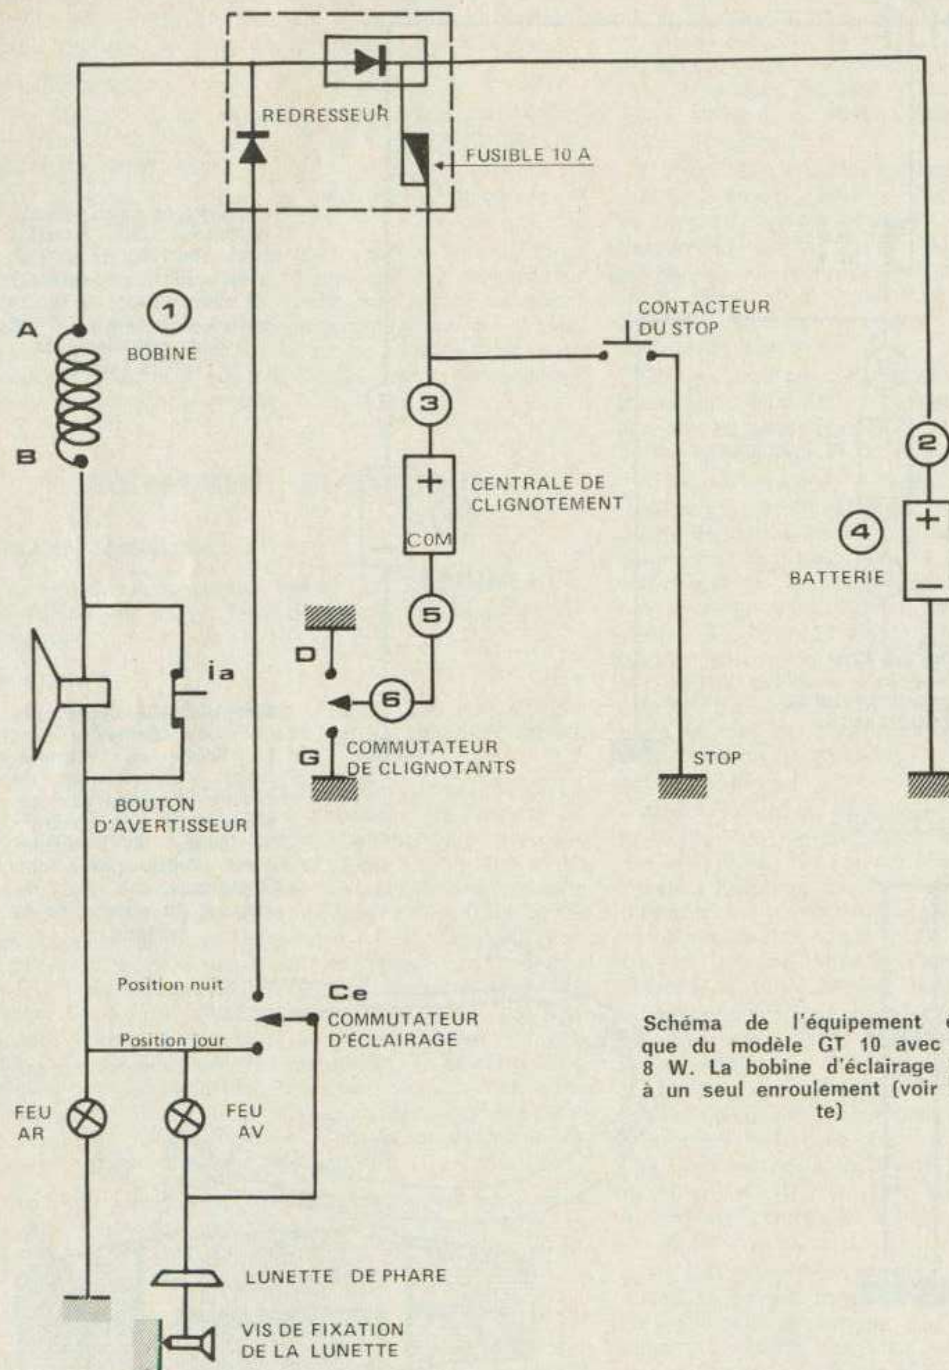 REDRESSEUR
FUSIBLE 10 A
A
1
BOBINE
B
CONTACTEUR
DU STOP
3
+
COM
CENTRALE DE
CLIGNOTEMENT
2
4
BATTERIE
+
−
5
D
6
G
COMMUTATEUR
DE CLIGNOTANTS
ia
BOUTON
D'AVERTISSEUR
STOP
Position nuit
Ce
COMMUTATEUR
D'ÉCLAIRAGE
Position jour
FEU
AR
FEU
AV
LUNETTE DE PHARE
VIS DE FIXATION
DE LA LUNETTE
Schéma de l'équipement
que du modèle GT 10 avec
8 W. La bobine d'éclairage
à un seul enroulement (voir
te)